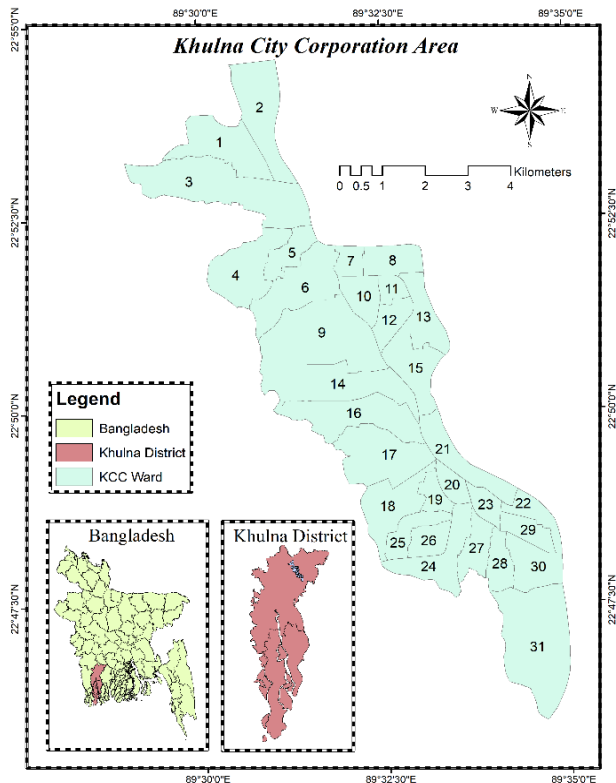 89°30'0"E 89°32'30"E 89°35'0"E
22°55'0"N
Khulna City Corporation Area
N
W E
S
2
1
3
Kilometers
0 0.5 1 2 3 4
22°52'30"N 22°52'30"N
5
7 8
4
6 10 11
12 13
9
15
14
16
22°50'0"N 22°50'0"N
Legend
Bangladesh
Khulna District
KCC Ward
21
17
20
18 19 23 22
29
25 26 27
24 28 30
Bangladesh
Khulna District
22°47'30"N 22°47'30"N
31
89°30'0"E 89°32'30"E 89°35'0"E